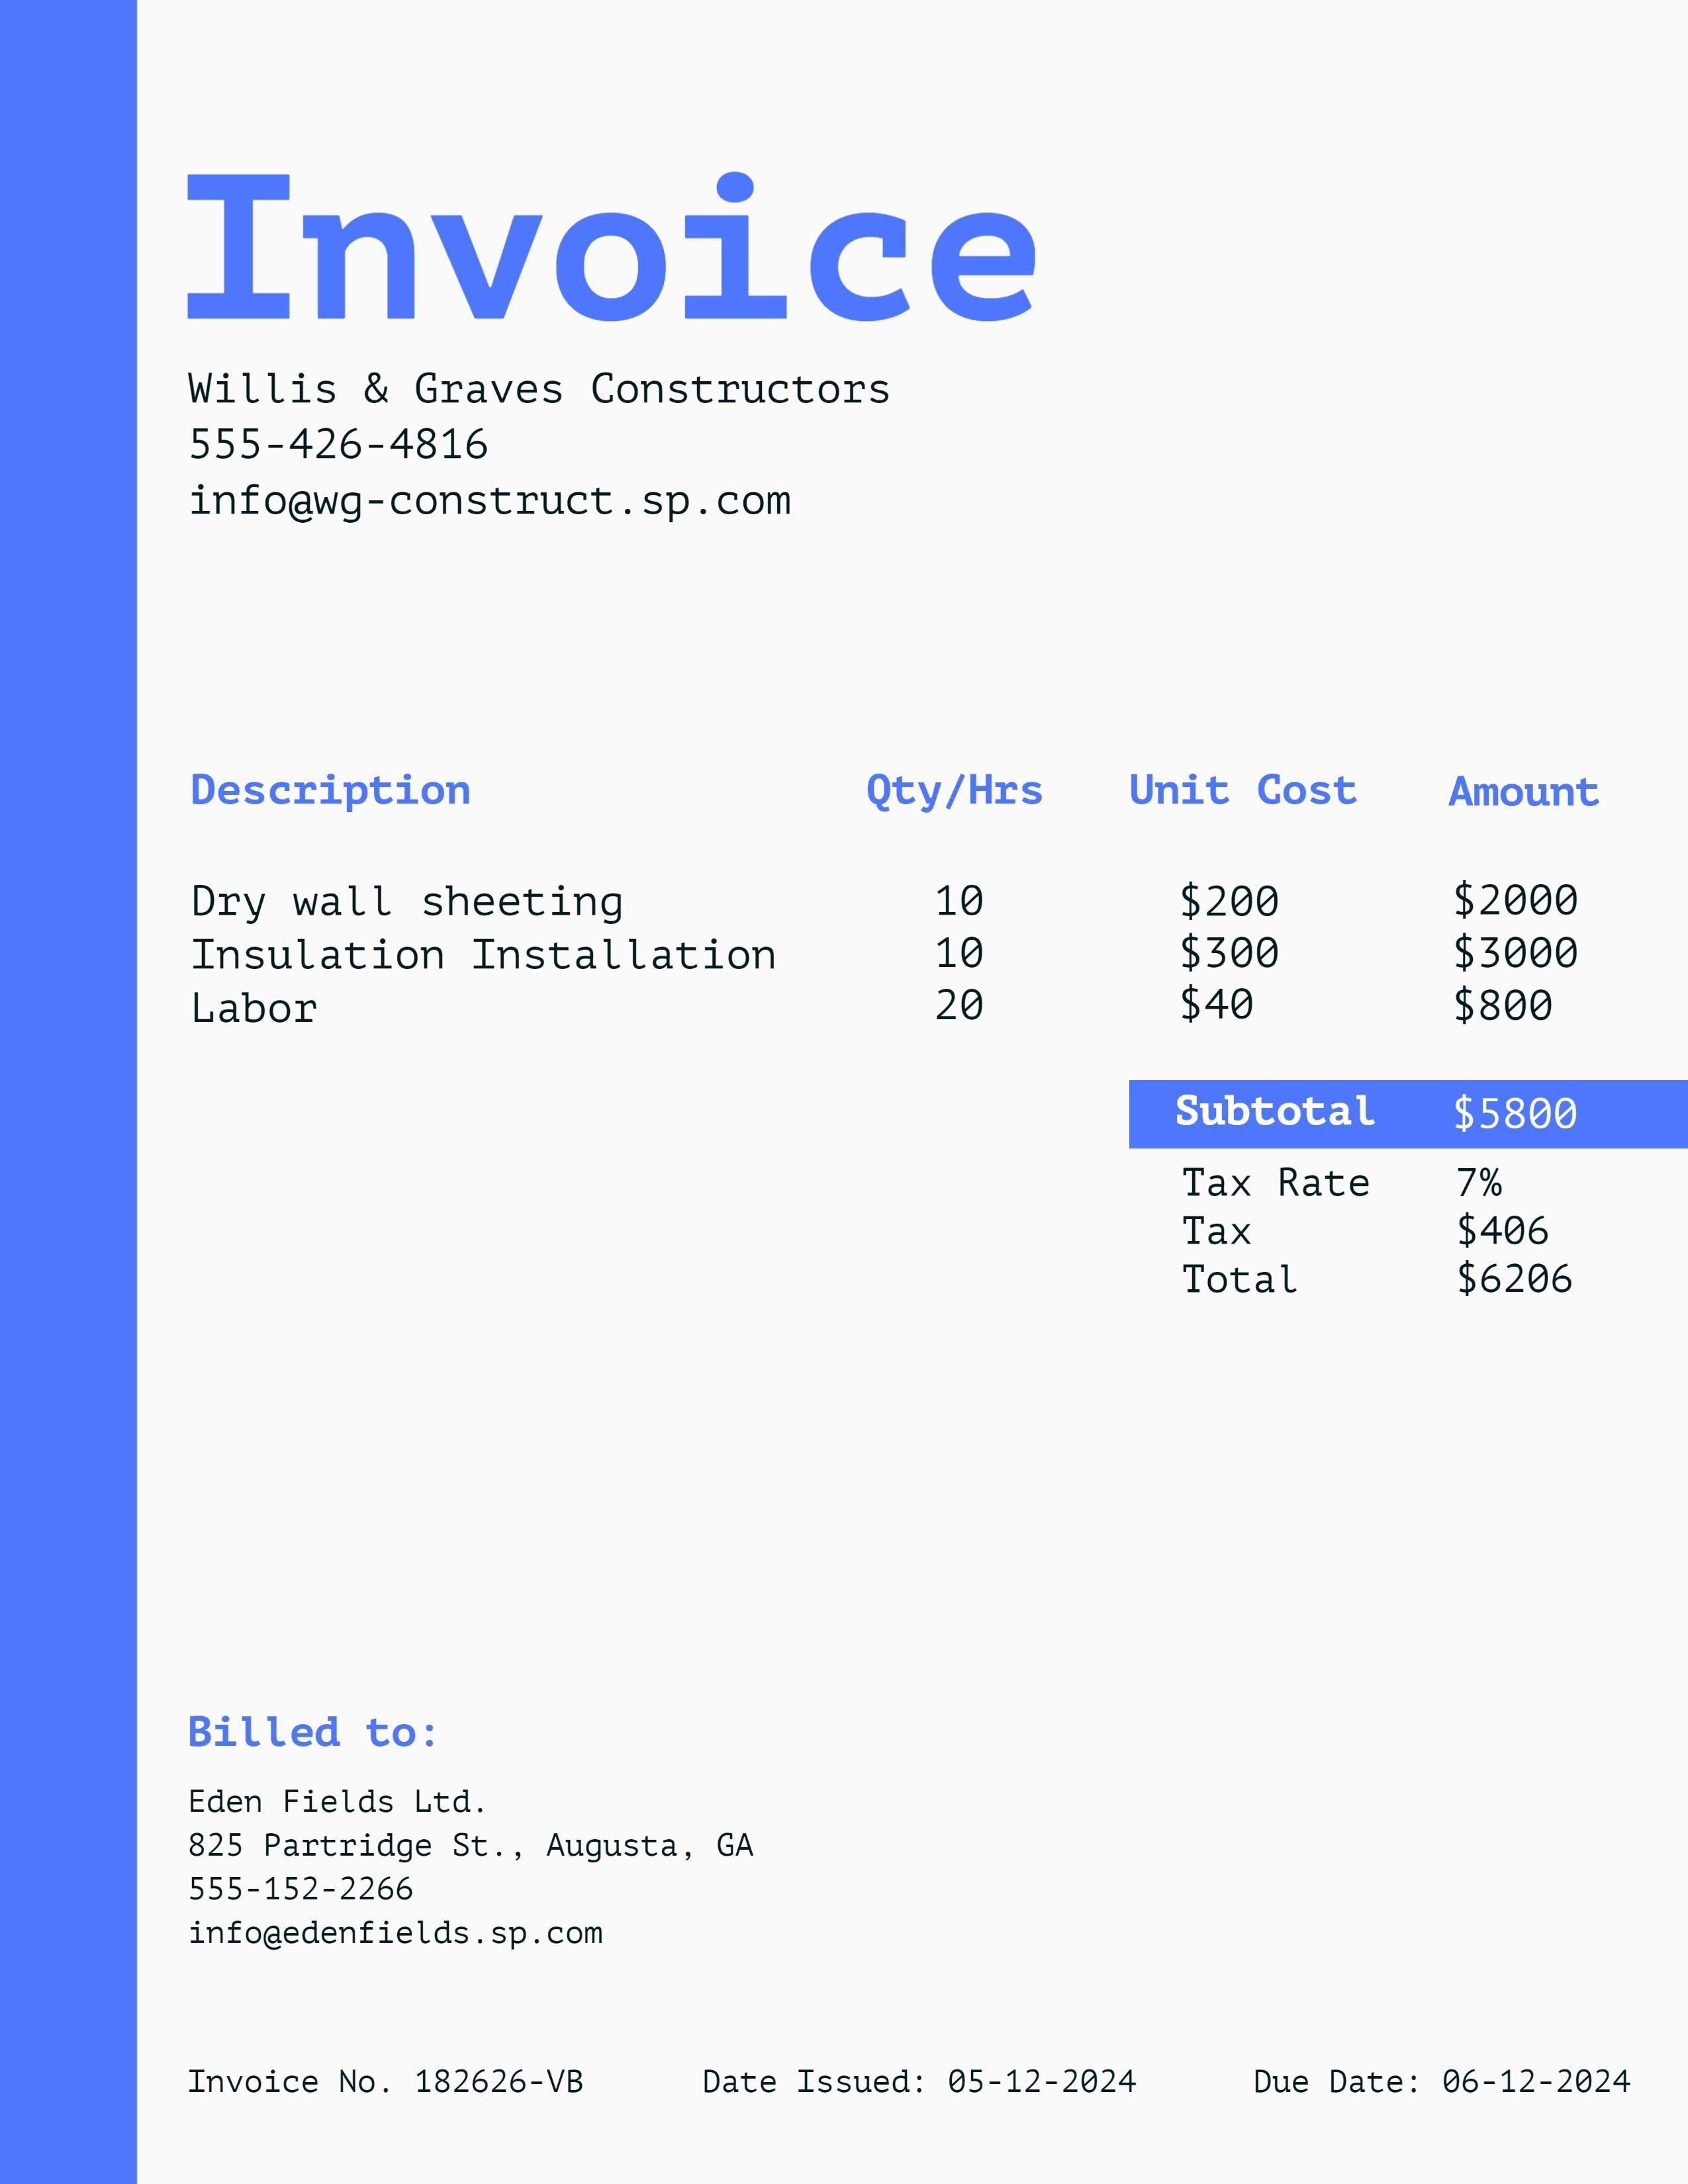 Invoice
Willis & Graves Constructors
555-426-4816
info@wg-construct.sp.com
Description Qty/Hrs Unit Cost Amount
Dry wall sheeting 10 $200 $2000
Insulation Installation 10 $300 $3000
Labor 20 $40 $800
Subtotal $5800
Tax Rate 7%
Tax $406
Total $6206
Billed to:
Eden Fields Ltd.
825 Partridge St., Augusta, GA
555-152-2266
info@edenfields.sp.com
Invoice No. 182626-VB Date Issued: 05-12-2024 Due Date: 06-12-2024